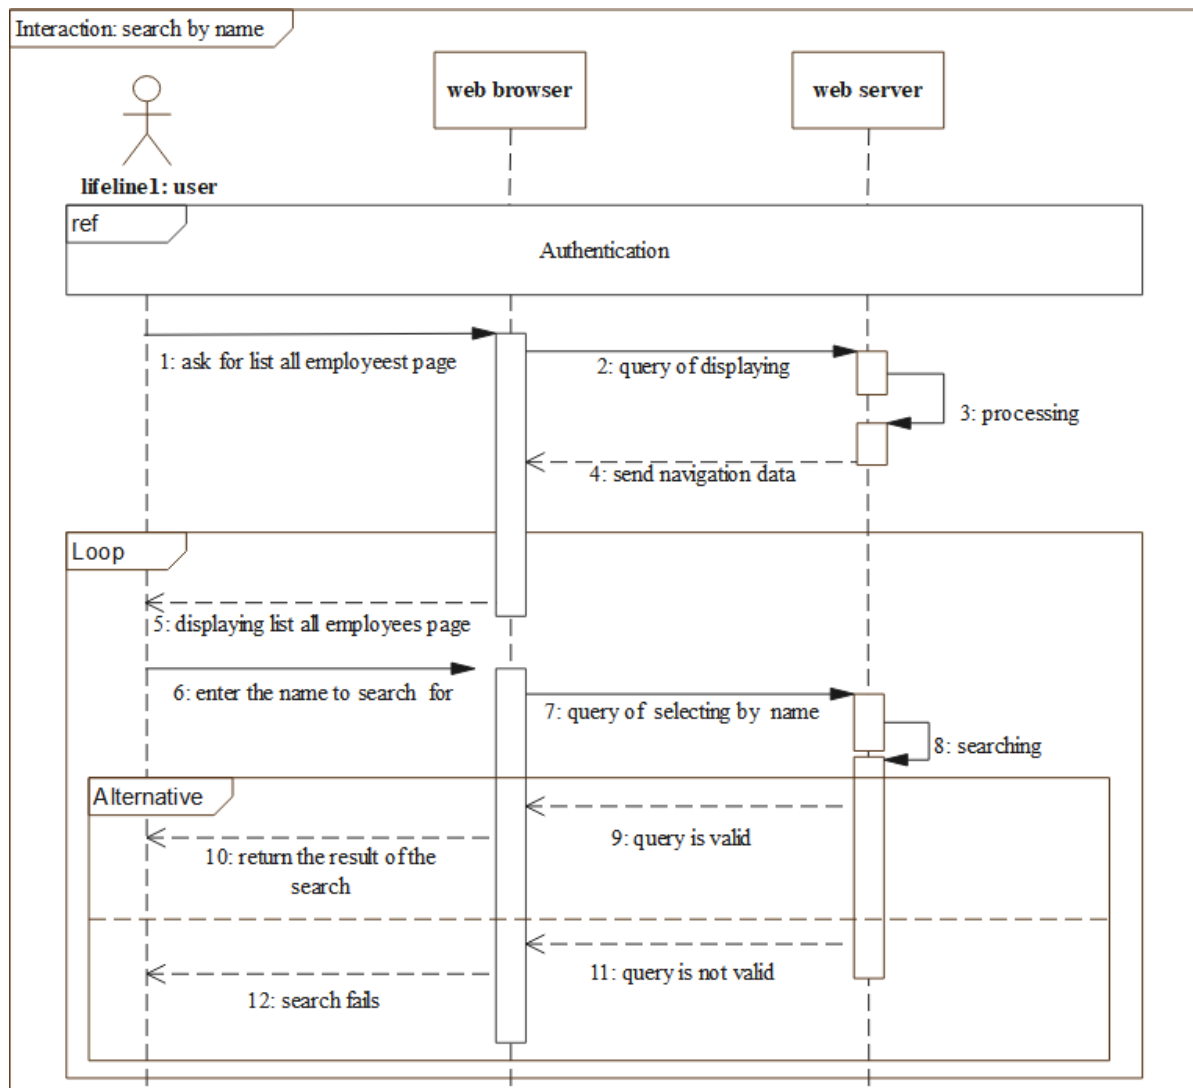 Interaction: search by name
web browser
web server
lifeline1: user
ref
Authentication
1: ask for list all employeest page
2: query of displaying
3: processing
4: send navigation data
Loop
5: displaying list all employees page
6: enter the name to search for
7: query of selecting by name
8: searching
Alternative
9: query is valid
10: return the result of the
search
11: query is not valid
12: search fails